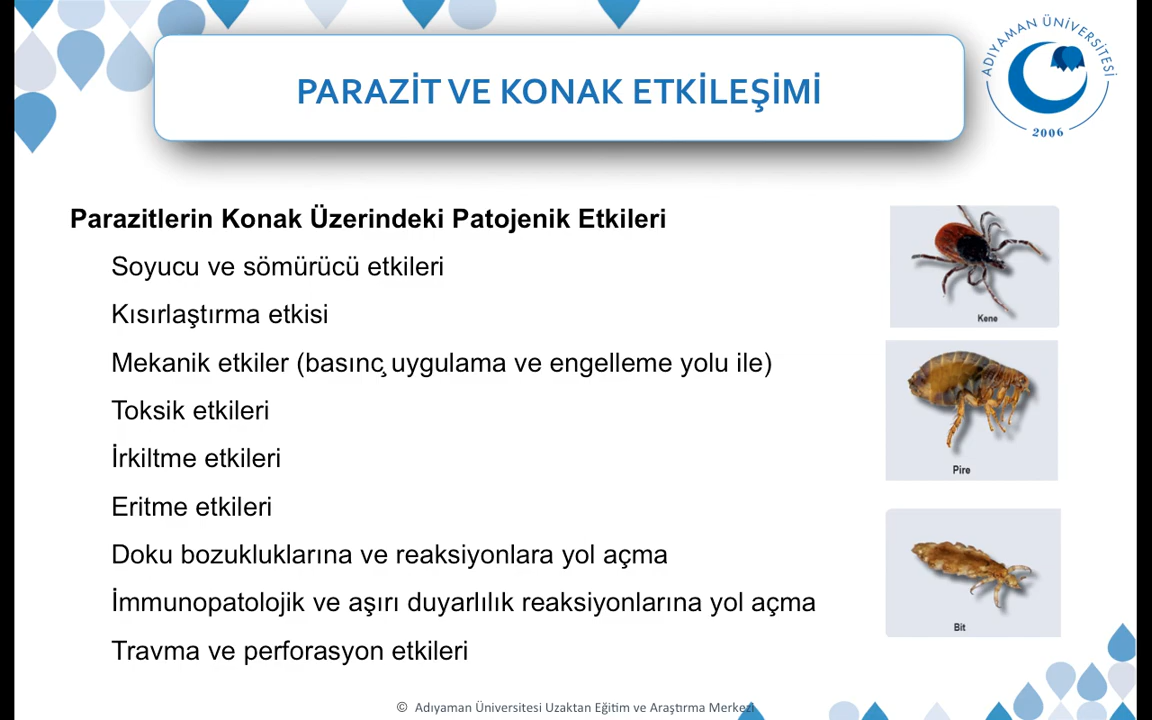 PARAZİT VE KONAK ETKİLEŞİMİ
ADIYAMAN ÜNİVERSİTESİ
2006
Parazitlerin Konak Üzerindeki Patojenik Etkileri
Soyucu ve sömürücü etkileri
Kısırlaştırma etkisi
Mekanik etkiler (basınç uygulama ve engelleme yolu ile)
Toksik etkileri
İrkiltme etkileri
Eritme etkileri
Doku bozukluklarına ve reaksiyonlara yol açma
İmmunopatolojik ve aşırı duyarlılık reaksiyonlarına yol açma
Travma ve perforasyon etkileri
Kene
Pire
Bit
© Adıyaman Üniversitesi Uzaktan Eğitim ve Araştırma Merkezi